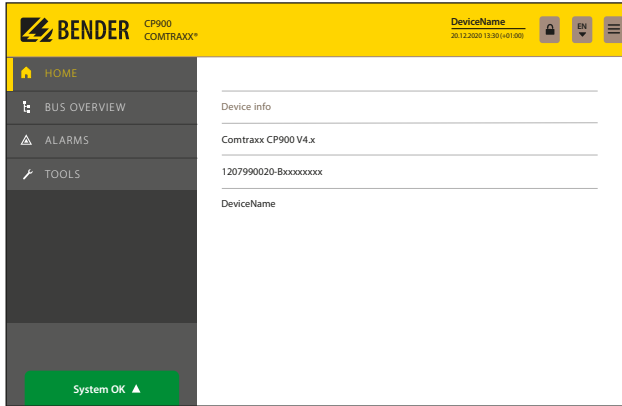 BENDER
CP900
COMTRAXX®
DeviceName
20.12.2020 13:30 (+01:00)
EN
HOME
BUS OVERVIEW
ALARMS
TOOLS
Device info
Comtraxx CP900 V4.x
1207990020-Bxxxxxxxx
DeviceName
System OK ▲